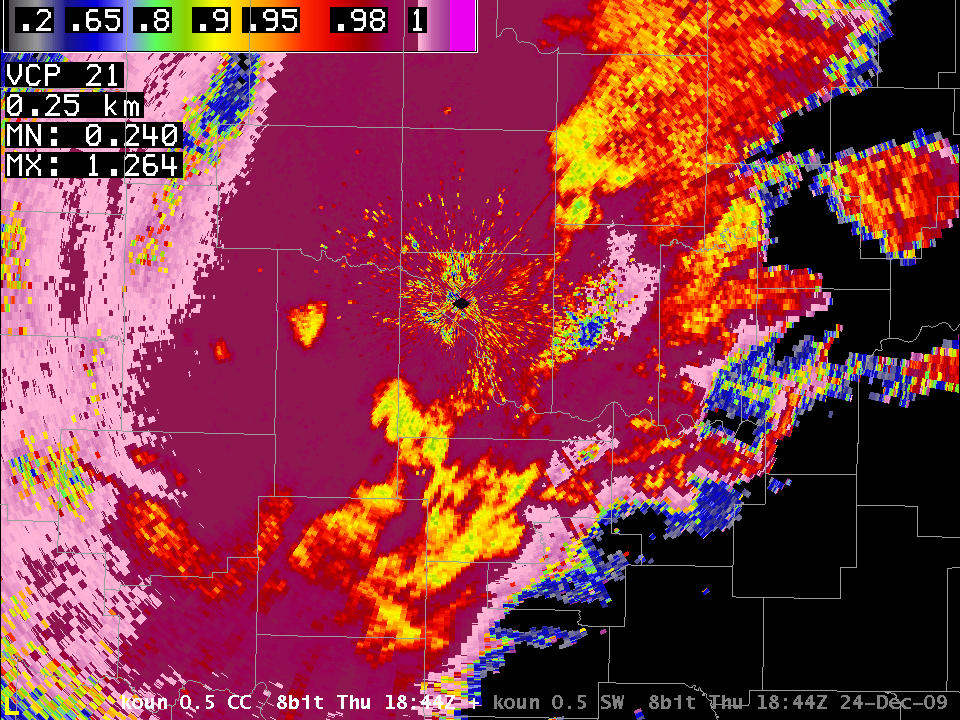 .2 .65 .8 .9 .95 .98 1
VCP 21
0.25 km
MN: 0.240
MX: 1.264
L koun 0.5 CC 8bit Thu 18:44Z + koun 0.5 SW 8bit Thu 18:44Z 24-Dec-09